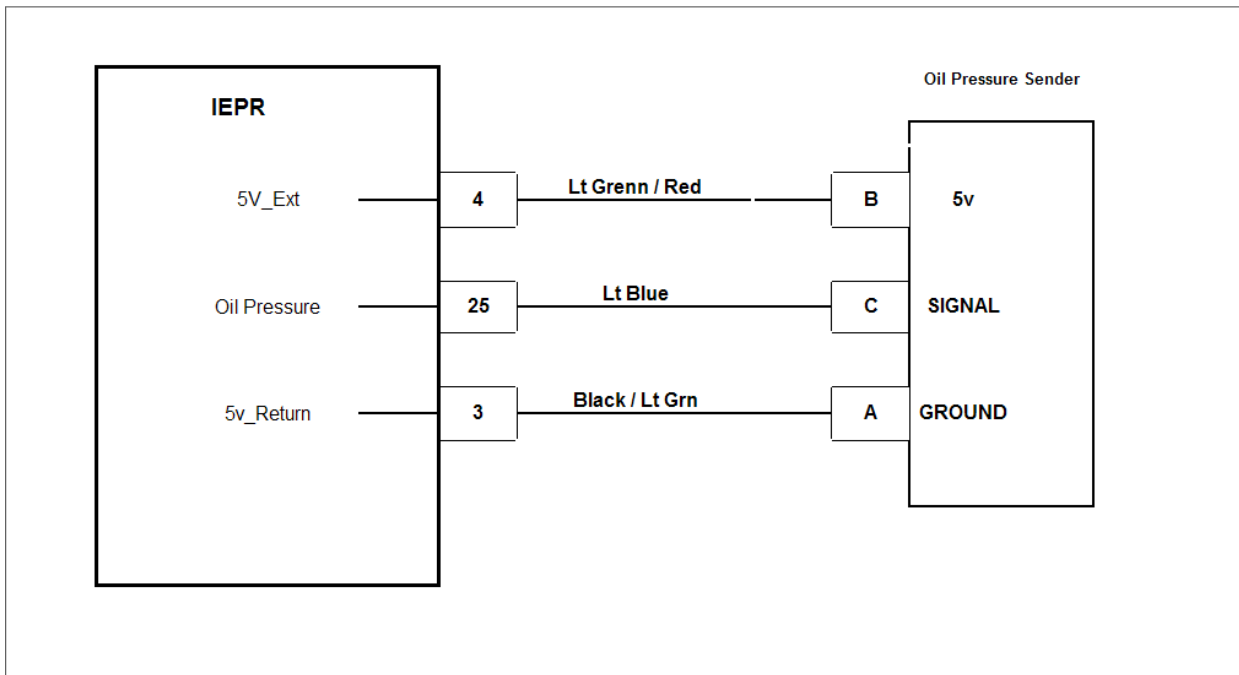 Oil Pressure Sender
IEPR
5V_Ext
4
Lt Grenn / Red
B
5v
Oil Pressure
25
Lt Blue
C
SIGNAL
5v_Return
3
Black / Lt Grn
A
GROUND